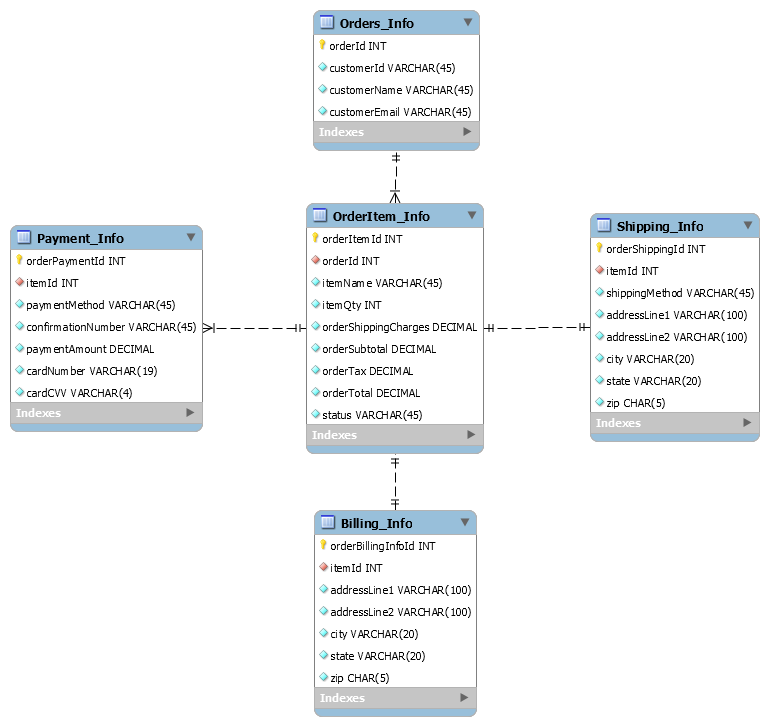 Orders_Info
orderId INT
customerId VARCHAR(45)
customerName VARCHAR(45)
customerEmail VARCHAR(45)
Indexes
Payment_Info
orderPaymentId INT
itemId INT
paymentMethod VARCHAR(45)
confirmationNumber VARCHAR(45)
paymentAmount DECIMAL
cardNumber VARCHAR(19)
cardCVV VARCHAR(4)
Indexes
OrderItem_Info
orderItemId INT
orderId INT
itemName VARCHAR(45)
itemQty INT
orderShippingCharges DECIMAL
orderSubtotal DECIMAL
orderTax DECIMAL
orderTotal DECIMAL
status VARCHAR(45)
Indexes
Shipping_Info
orderShippingId INT
itemId INT
shippingMethod VARCHAR(45)
addressLine1 VARCHAR(100)
addressLine2 VARCHAR(100)
city VARCHAR(20)
state VARCHAR(20)
zip CHAR(5)
Indexes
Billing_Info
orderBillingInfoId INT
itemId INT
addressLine1 VARCHAR(100)
addressLine2 VARCHAR(100)
city VARCHAR(20)
state VARCHAR(20)
zip CHAR(5)
Indexes